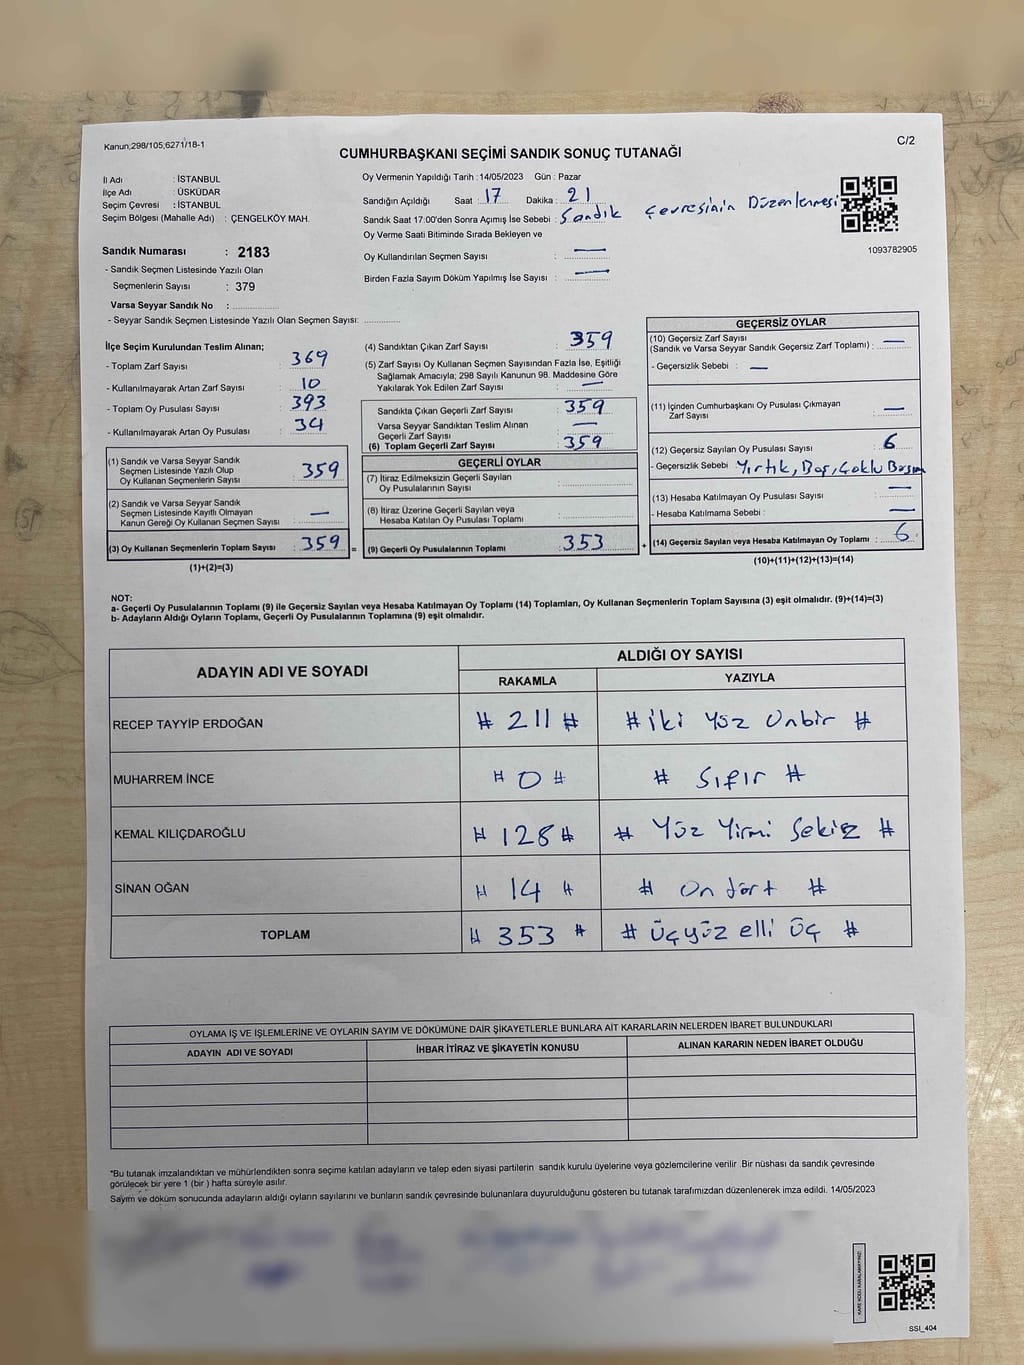 Kanun,298/105,6271/18-1
C/2
CUMHURBAŞKANI SEÇİMİ SANDIK SONUÇ TUTANAĞI
İl Adı : İSTANBUL
İlçe Adı : ÜSKÜDAR
Seçim Çevresi : İSTANBUL
Seçim Bölgesi (Mahalle Adı) : ÇENGELKÖY MAH.
Sandık Numarası : 2183
- Sandık Seçmen Listesinde Yazılı Olan
Seçmenlerin Sayısı : 379
Varsa Seyyar Sandık No :
- Seyyar Sandık Seçmen Listesinde Yazılı Olan Seçmen Sayısı:
Oy Vermenin Yapıldığı Tarih :14/05/2023 Gün : Pazar
Sandığın Açıldığı Saat : 17 Dakika : 21
Sandık Saat 17:00'den Sonra Açımış İse Sebebi : Sandık Çevresinin Düzenlenmesi
Oy Verme Saati Bitiminde Sırada Bekleyen ve
Oy Kullandırılan Seçmen Sayısı : —
Birden Fazla Sayım Döküm Yapılmış İse Sayısı : —
1093782905
İlçe Seçim Kurulundan Teslim Alınan;
- Toplam Zarf Sayısı : 369
- Kullanılmayarak Artan Zarf Sayısı : 10
- Toplam Oy Pusulası Sayısı : 393
- Kullanılmayarak Artan Oy Pusulası : 34
(1) Sandık ve Varsa Seyyar Sandık
Seçmen Listesinde Yazılı Olup
Oy Kullanan Seçmenlerin Sayısı : 359
(2) Sandık ve Varsa Seyyar Sandık
Seçmen Listesinde Kayıtlı Olmayan
Kanun Gereği Oy Kullanan Seçmen Sayısı : —
(3) Oy Kullanan Seçmenlerin Toplam Sayısı : 359 =
(1)+(2)=(3)
(4) Sandıktan Çıkan Zarf Sayısı : 359
(5) Zarf Sayısı Oy Kullanan Seçmen Sayısından Fazla İse, Eşitliği
Sağlamak Amacıyla; 298 Sayılı Kanunun 98. Maddesine Göre
Yakılarak Yok Edilen Zarf Sayısı : —
Sandıkta Çıkan Geçerli Zarf Sayısı : 359
Varsa Seyyar Sandıktan Teslim Alınan
Geçerli Zarf Sayısı : —
(6) Toplam Geçerli Zarf Sayısı : 359
GEÇERLİ OYLAR
(7) İtiraz Edilmeksizin Geçerli Sayılan
Oy Pusulalarının Sayısı :
(8) İtiraz Üzerine Geçerli Sayılan veya
Hesaba Katılan Oy Pusulası Toplamı :
(9) Geçerli Oy Pusulalarının Toplamı : 353 +
GEÇERSİZ OYLAR
(10) Geçersiz Zarf Sayısı
(Sandık ve Varsa Seyyar Sandık Geçersiz Zarf Toplamı) : —
- Geçersizlik Sebebi : —
(11) İçinden Cumhurbaşkanı Oy Pusulası Çıkmayan
Zarf Sayısı : —
(12) Geçersiz Sayılan Oy Pusulası Sayısı : 6
- Geçersizlik Sebebi : Yırtık, Boş, Çoklu Basım
(13) Hesaba Katılmayan Oy Pusulası Sayısı : —
- Hesaba Katılmama Sebebi : —
(14) Geçersiz Sayılan veya Hesaba Katılmayan Oy Toplamı : 6
(10)+(11)+(12)+(13)=(14)
NOT:
a- Geçerli Oy Pusulalarının Toplamı (9) ile Geçersiz Sayılan veya Hesaba Katılmayan Oy Toplamı (14) Toplamları, Oy Kullanan Seçmenlerin Toplam Sayısına (3) eşit olmalıdır. (9)+(14)=(3)
b- Adayların Aldığı Oyların Toplamı, Geçerli Oy Pusulalarının Toplamına (9) eşit olmalıdır.
ADAYIN ADI VE SOYADI
ALDIĞI OY SAYISI
RAKAMLA YAZIYLA
RECEP TAYYİP ERDOĞAN # 211 # # iki Yüz Onbir #
MUHARREM İNCE # 0 # # Sıfır #
KEMAL KILIÇDAROĞLU # 128 # # Yüz Yirmi Sekiz #
SİNAN OĞAN # 14 # # on dört #
TOPLAM # 353 # # Üçyüz elli üç #
OYLAMA İŞ VE İŞLEMLERİNE VE OYLARIN SAYIM VE DÖKÜMÜNE DAİR ŞİKAYETLERLE BUNLARA AİT KARARLARIN NELERDEN İBARET BULUNDUKLARI
ADAYIN ADI VE SOYADI İHBAR İTİRAZ VE ŞİKAYETİN KONUSU ALINAN KARARIN NEDEN İBARET OLDUĞU
*Bu tutanak imzalandıktan ve mühürlendikten sonra seçime katılan adayların ve talep eden siyasi partilerin sandık kurulu üyelerine veya gözlemcilerine verilir .Bir nüshası da sandık çevresinde
görülecek bir yere 1 (bir ) hafta süreyle asılır.
Sayım ve döküm sonucunda adayların aldığı oyların sayılarını ve bunların sandık çevresinde bulunanlara duyurulduğunu gösteren bu tutanak tarafımızdan düzenlenerek imza edildi. 14/05/2023
SSI_404